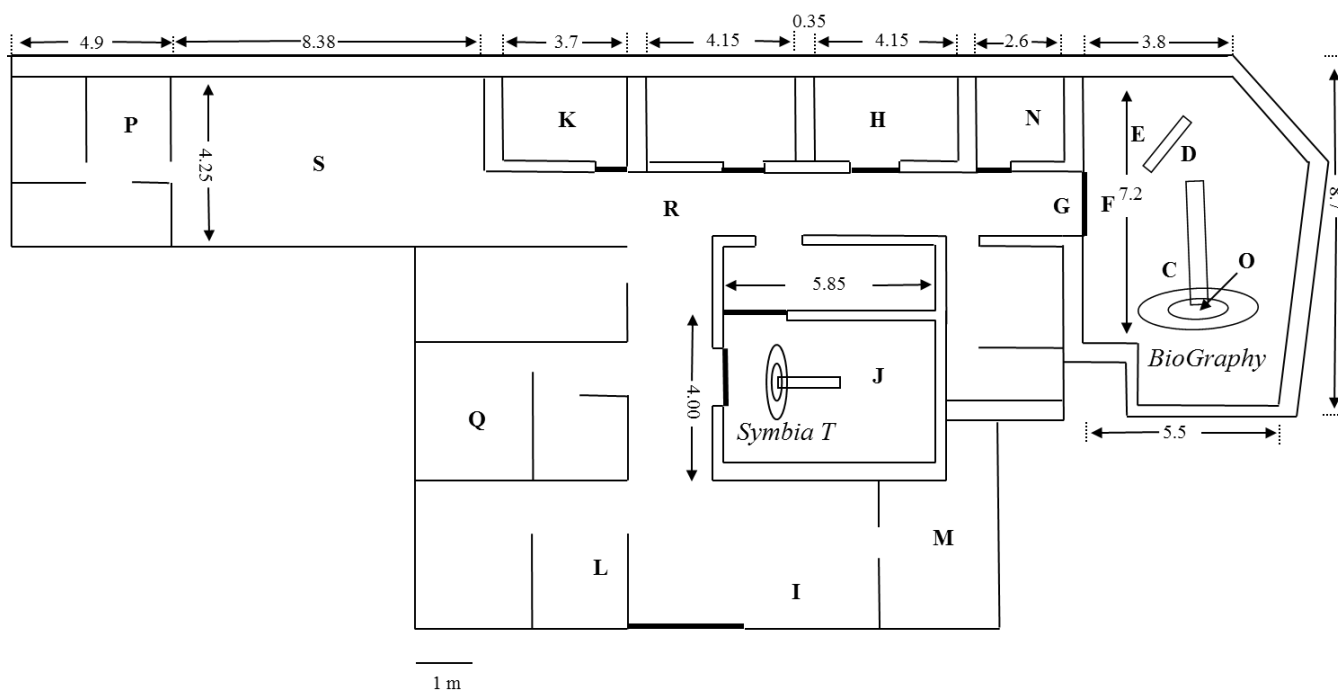 0.35
4.9 8.38 3.7 4.15 4.15 2.6 3.8
P K H N E D
S 4.25
R G F 7.2 8.7
C O
5.85
BioGraphy
J
4.00
Q Symbia T 5.5
M
L I
1 m